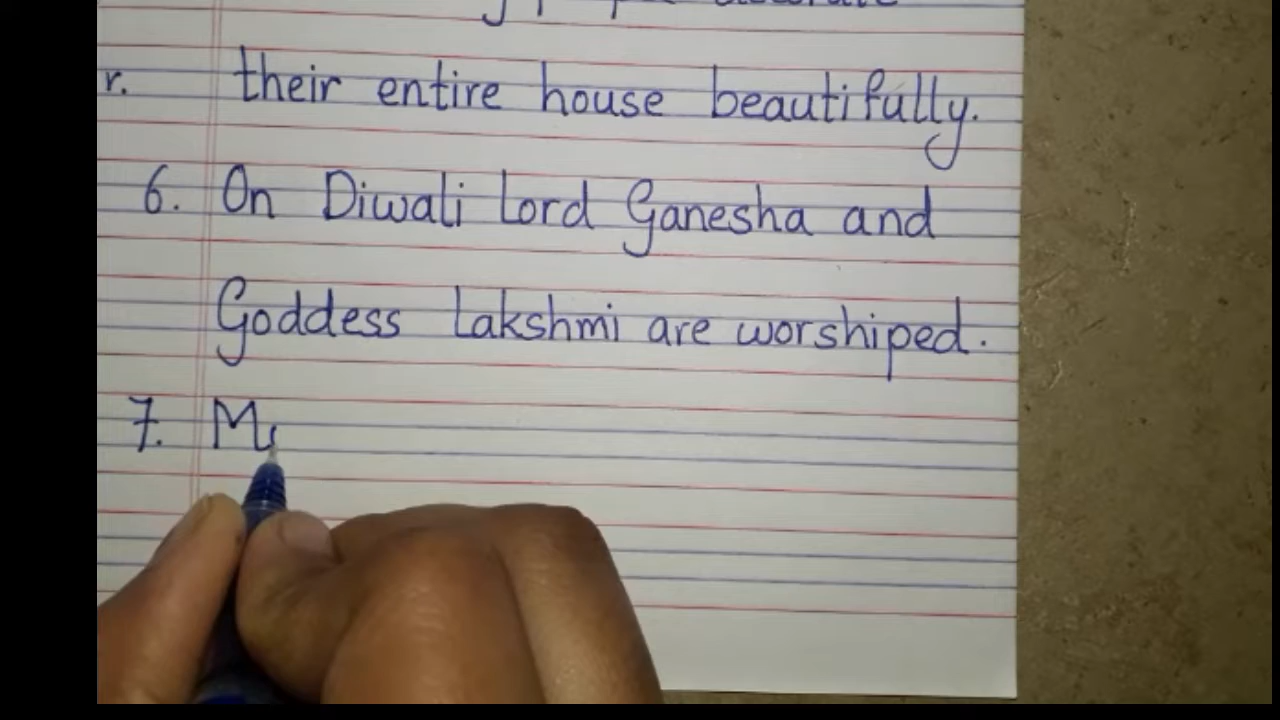 r. their entire house beautifully.
6. On Diwali Lord Ganesha and
Goddess Lakshmi are worshiped.
7. M